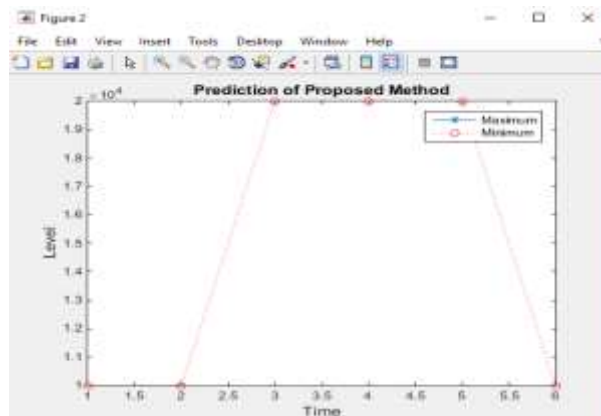 Figure 2
File Edit View Insert Tools Desktop Window Help
× 10⁴
Prediction of Proposed Method
2
1.9
1.8
1.7
1.6
1.5
1.4
1.3
1.2
1.1
1
Level
Maximum
Minimum
1 1.5 2 2.5 3 3.5 4 4.5 5 5.5 6
Time